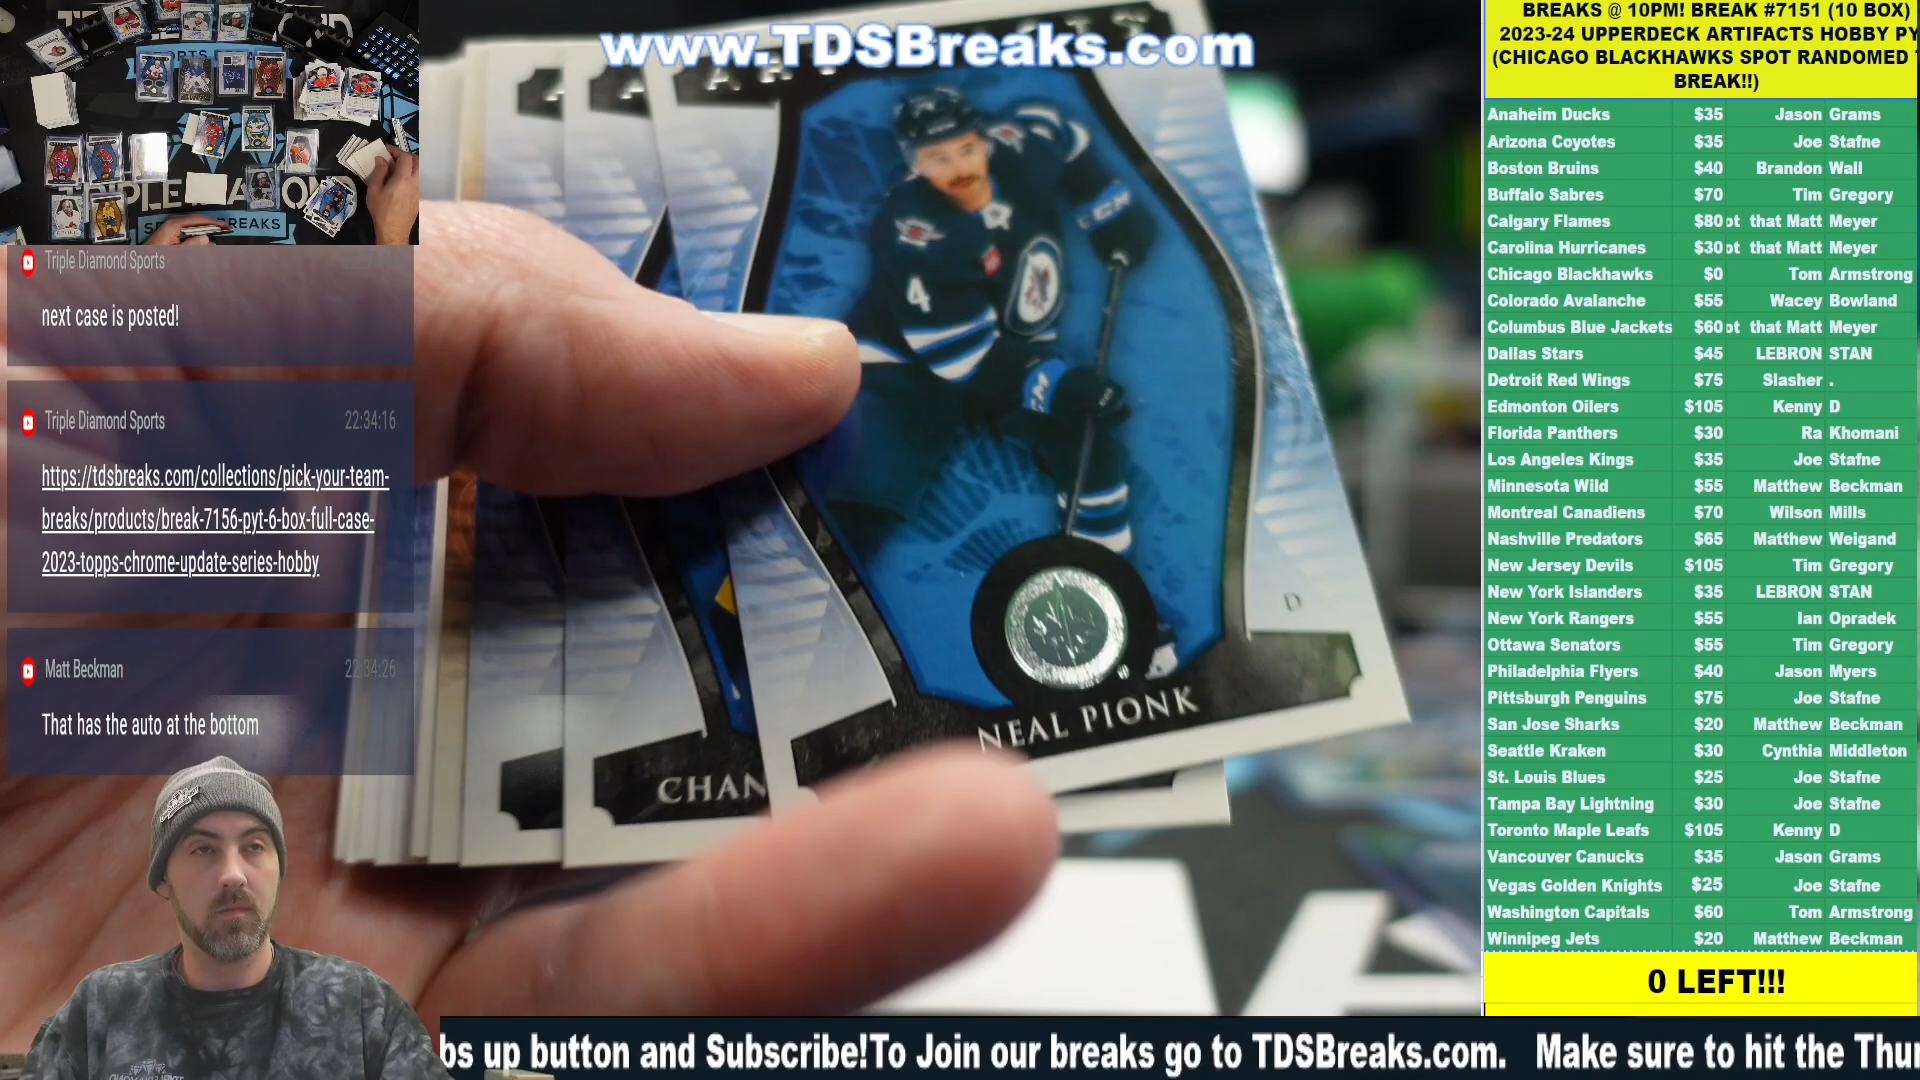 www.TDSBreaks.com
BREAKS @ 10PM! BREAK #7151 (10 BOX)
2023-24 UPPERDECK ARTIFACTS HOBBY PY
(CHICAGO BLACKHAWKS SPOT RANDOMED
BREAK!!)
Anaheim Ducks $35 Jason Grams
Arizona Coyotes $35 Joe Stafne
Boston Bruins $40 Brandon Wall
Buffalo Sabres $70 Tim Gregory
Calgary Flames $80 ot that Matt Meyer
Carolina Hurricanes $30 ot that Matt Meyer
Chicago Blackhawks $0 Tom Armstrong
Colorado Avalanche $55 Wacey Bowland
Columbus Blue Jackets $60 ot that Matt Meyer
Dallas Stars $45 LEBRON STAN
Detroit Red Wings $75 Slasher .
Edmonton Oilers $105 Kenny D
Florida Panthers $30 Ra Khomani
Los Angeles Kings $35 Joe Stafne
Minnesota Wild $55 Matthew Beckman
Montreal Canadiens $70 Wilson Mills
Nashville Predators $65 Matthew Weigand
New Jersey Devils $105 Tim Gregory
New York Islanders $35 LEBRON STAN
New York Rangers $55 Ian Opradek
Ottawa Senators $55 Tim Gregory
Philadelphia Flyers $40 Jason Myers
Pittsburgh Penguins $75 Joe Stafne
San Jose Sharks $20 Matthew Beckman
Seattle Kraken $30 Cynthia Middleton
St. Louis Blues $25 Joe Stafne
Tampa Bay Lightning $30 Joe Stafne
Toronto Maple Leafs $105 Kenny D
Vancouver Canucks $35 Jason Grams
Vegas Golden Knights $25 Joe Stafne
Washington Capitals $60 Tom Armstrong
Winnipeg Jets $20 Matthew Beckman
0 LEFT!!!
Triple Diamond Sports
next case is posted!
Triple Diamond Sports 22:34:16
https://tdsbreaks.com/collections/pick-your-team-
breaks/products/break-7156-pyt-6-box-full-case-
2023-topps-chrome-update-series-hobby
Matt Beckman 22:34:26
That has the auto at the bottom
4
CCM
D
NEAL PIONK
CHAN
bs up button and Subscribe!To Join our breaks go to TDSBreaks.com. Make sure to hit the Thu